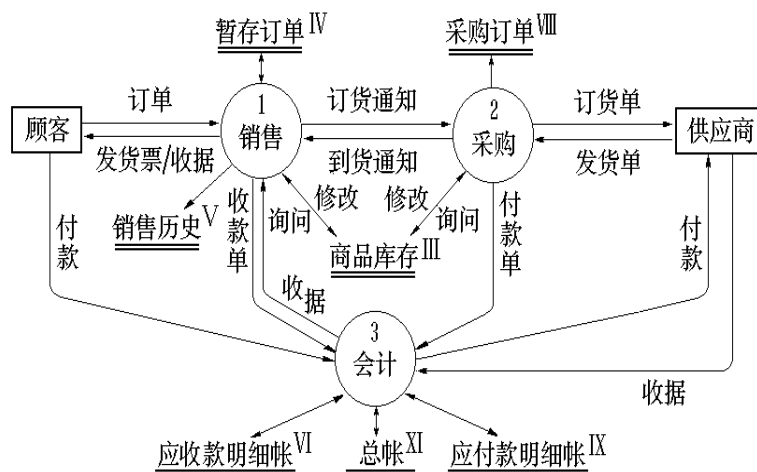 暂存订单IV
采购订单VIII
顾客
订单
1
销售
订货通知
2
采购
订货单
供应商
发货票/收据
到货通知
发货单
销售历史V
收款单
询问
修改
修改
询问
付款单
商品库存III
付款
付款
收据
3
会计
收据
应收款明细帐VI
总帐XI
应付款明细帐IX